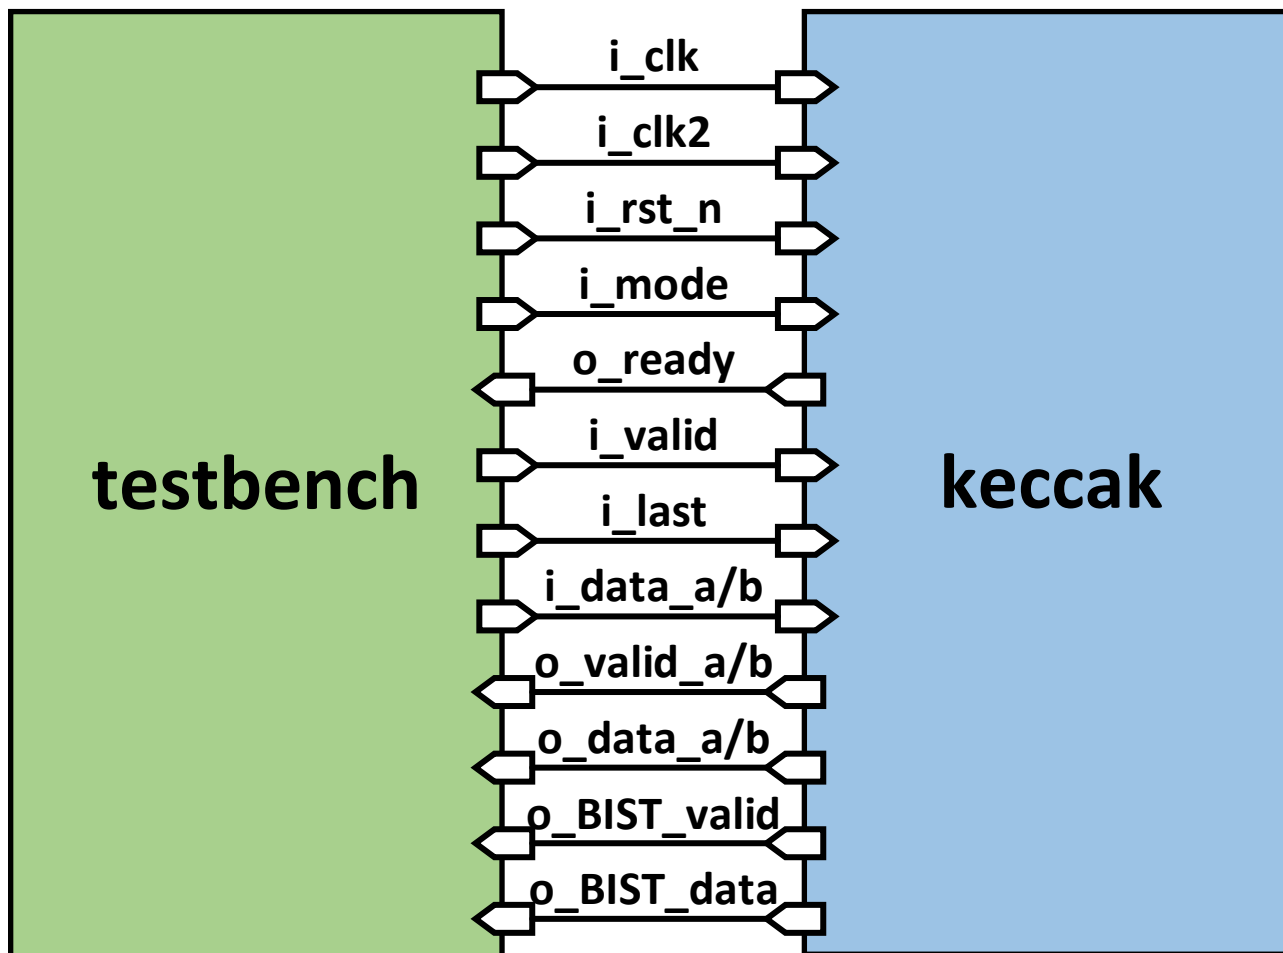 i_clk
i_clk2
i_rst_n
i_mode
o_ready
i_valid
testbench
keccak
i_last
i_data_a/b
o_valid_a/b
o_data_a/b
o_BIST_valid
o_BIST_data